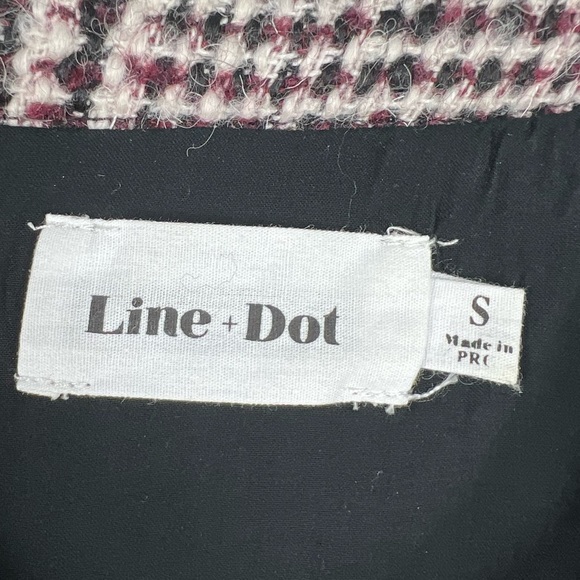 Line + Dot
S
Made in
PRC